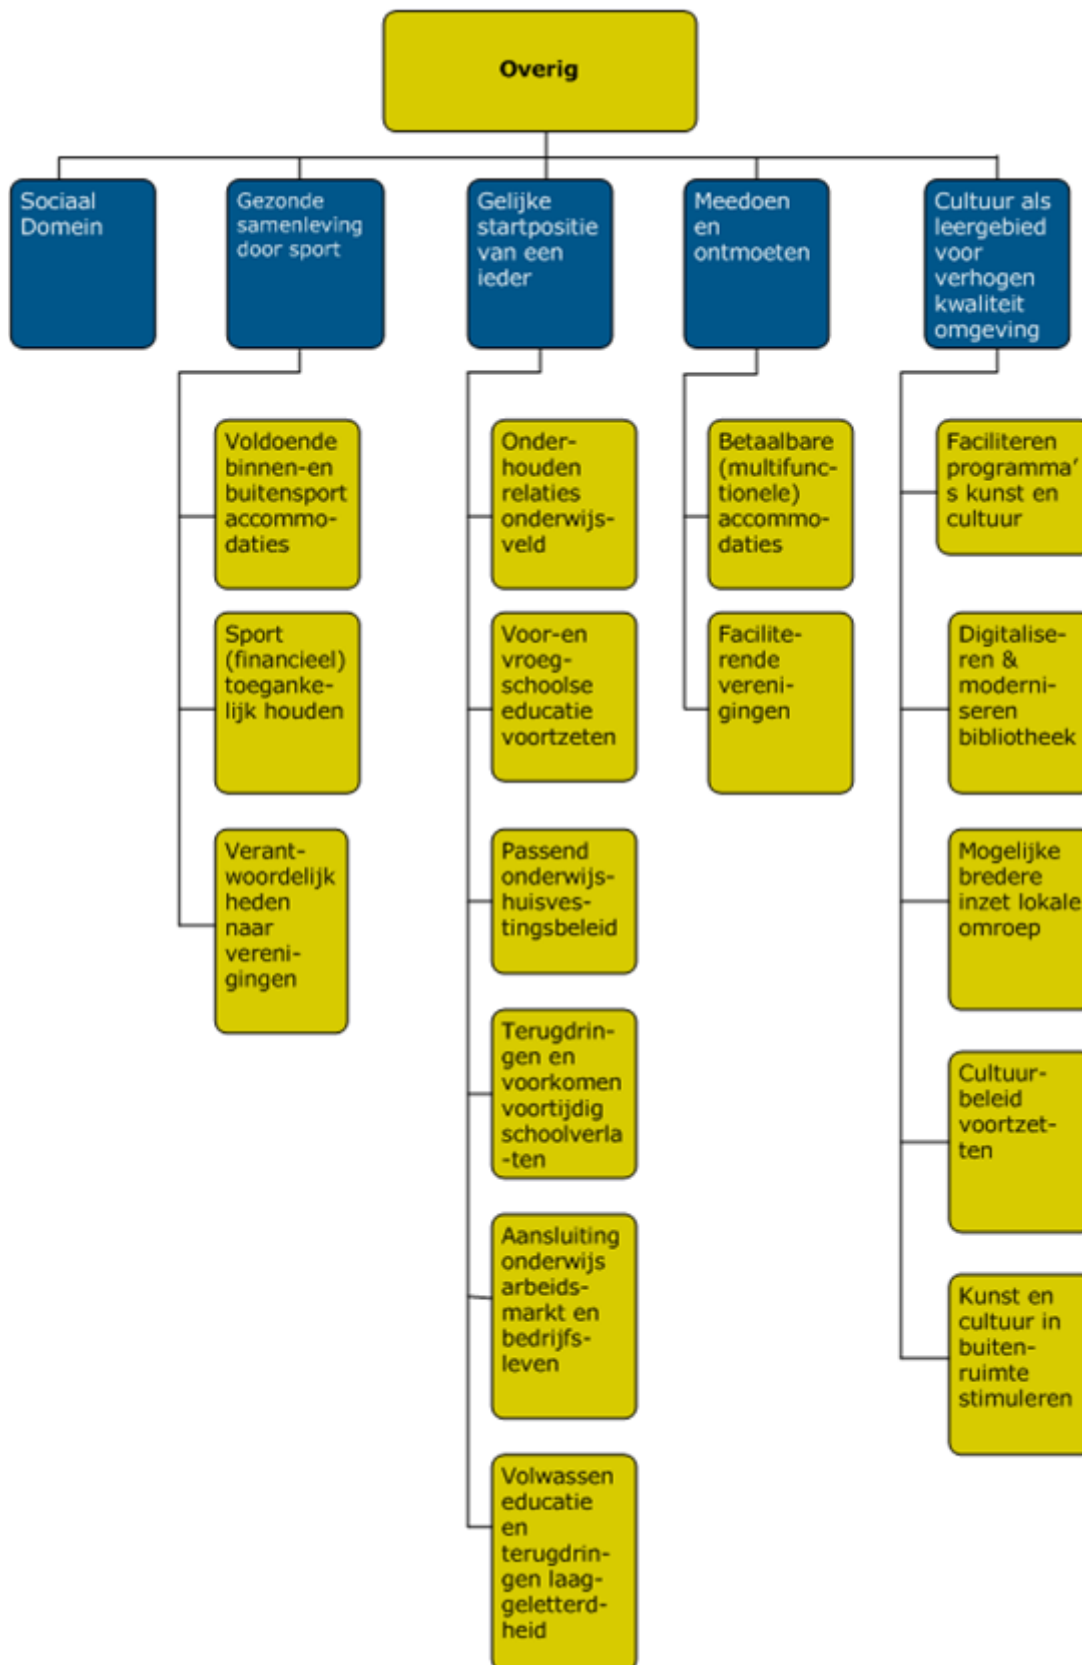 Overig
Sociaal
Domein
Gezonde
samenleving
door sport
Gelijke
startpositie
van een
ieder
Meedoen
en
ontmoeten
Cultuur als
leergebied
voor
verhogen
kwaliteit
omgeving
Voldoende
binnen-en
buitensport
accommo-
daties
Sport
(financieel)
toeganke-
lijk houden
Verant-
woordelijk
heden
naar
vereni-
gingen
Onder-
houden
relaties
onderwijs-
veld
Voor-en
vroeg-
schoolse
educatie
voortzeten
Passend
onderwijs-
huisves-
tingsbeleid
Terugdrin-
gen en
voorkomen
voortijdig
schoolverla
-ten
Aansluiting
onderwijs
arbeids-
markt en
bedrijfs-
leven
Volwassen
educatie
en
terugdrin-
gen laag-
geletterd-
heid
Betaalbare
(multifunc-
tionele)
accommo-
daties
Facilite-
rende
vereni-
gingen
Faciliteren
programma’
s kunst en
cultuur
Digitalise-
ren &
moderni-
seren
bibliotheek
Mogelijke
bredere
inzet lokale
omroep
Cultuur-
beleid
voortzet-
ten
Kunst en
cultuur in
buiten-
ruimte
stimuleren